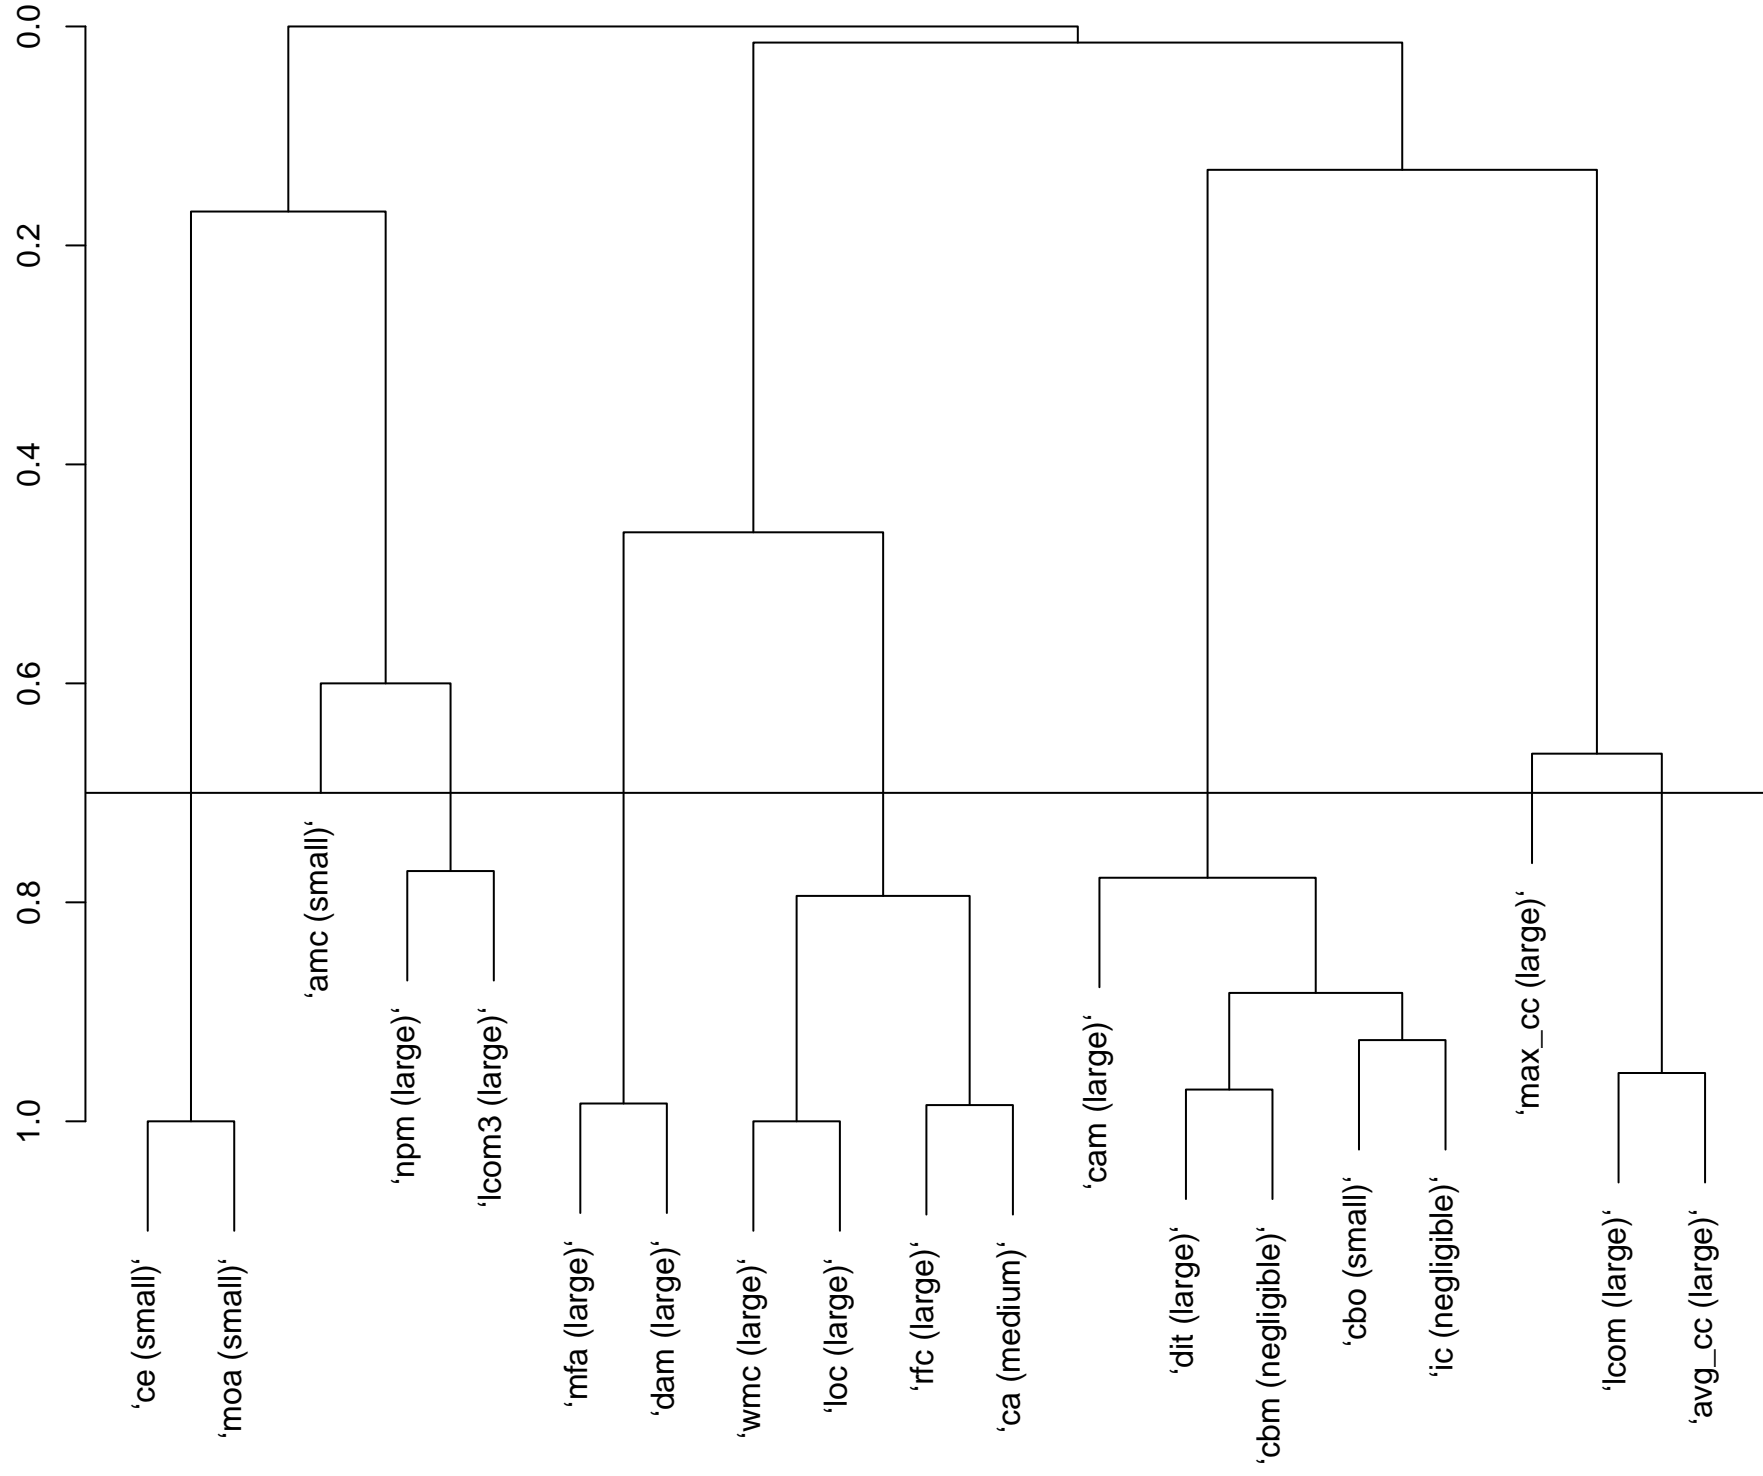 0.0
0.2
0.4
0.6
0.8
1.0
‘ce (small)‘
‘moa (small)‘
‘amc (small)‘
‘npm (large)‘
‘lcom3 (large)‘
‘mfa (large)‘
‘dam (large)‘
‘wmc (large)‘
‘loc (large)‘
‘rfc (large)‘
‘ca (medium)‘
‘cam (large)‘
‘dit (large)‘
‘cbm (negligible)‘
‘cbo (small)‘
‘ic (negligible)‘
‘max_cc (large)‘
‘lcom (large)‘
‘avg_cc (large)‘